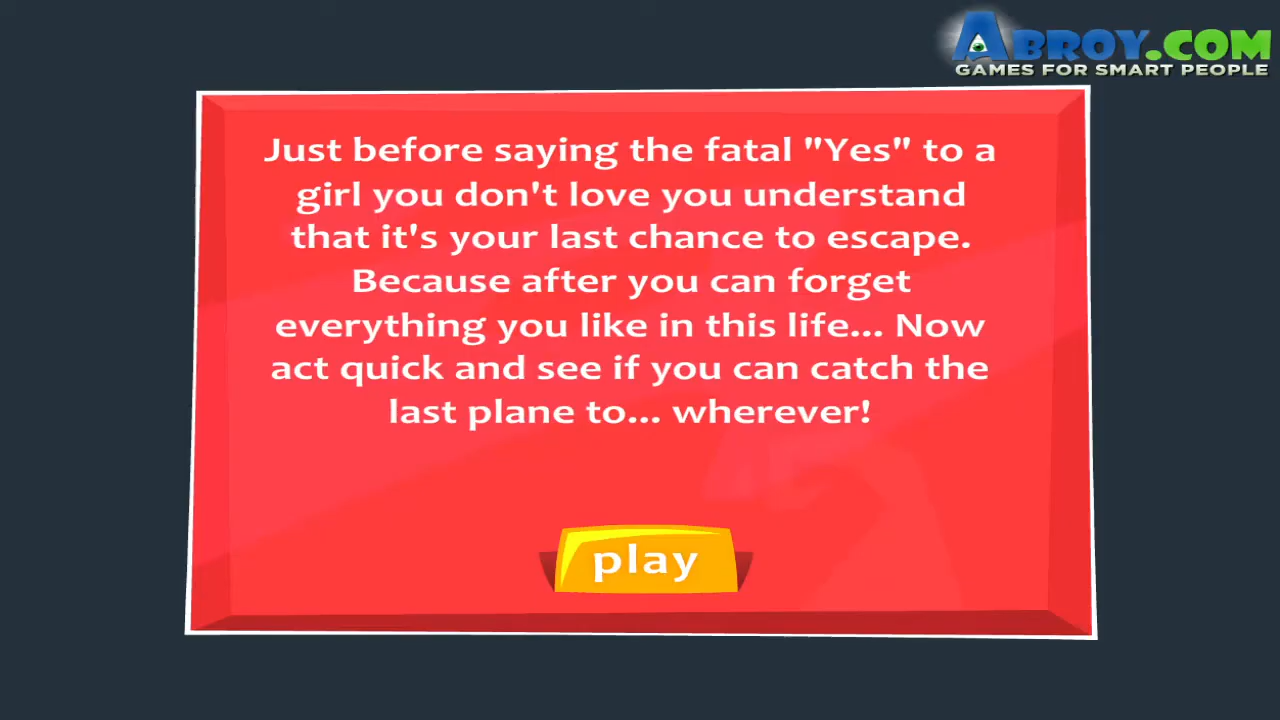 ABROY.COM
GAMES FOR SMART PEOPLE
Just before saying the fatal "Yes" to a
girl you don't love you understand
that it's your last chance to escape.
Because after you can forget
everything you like in this life... Now
act quick and see if you can catch the
last plane to... wherever!
play